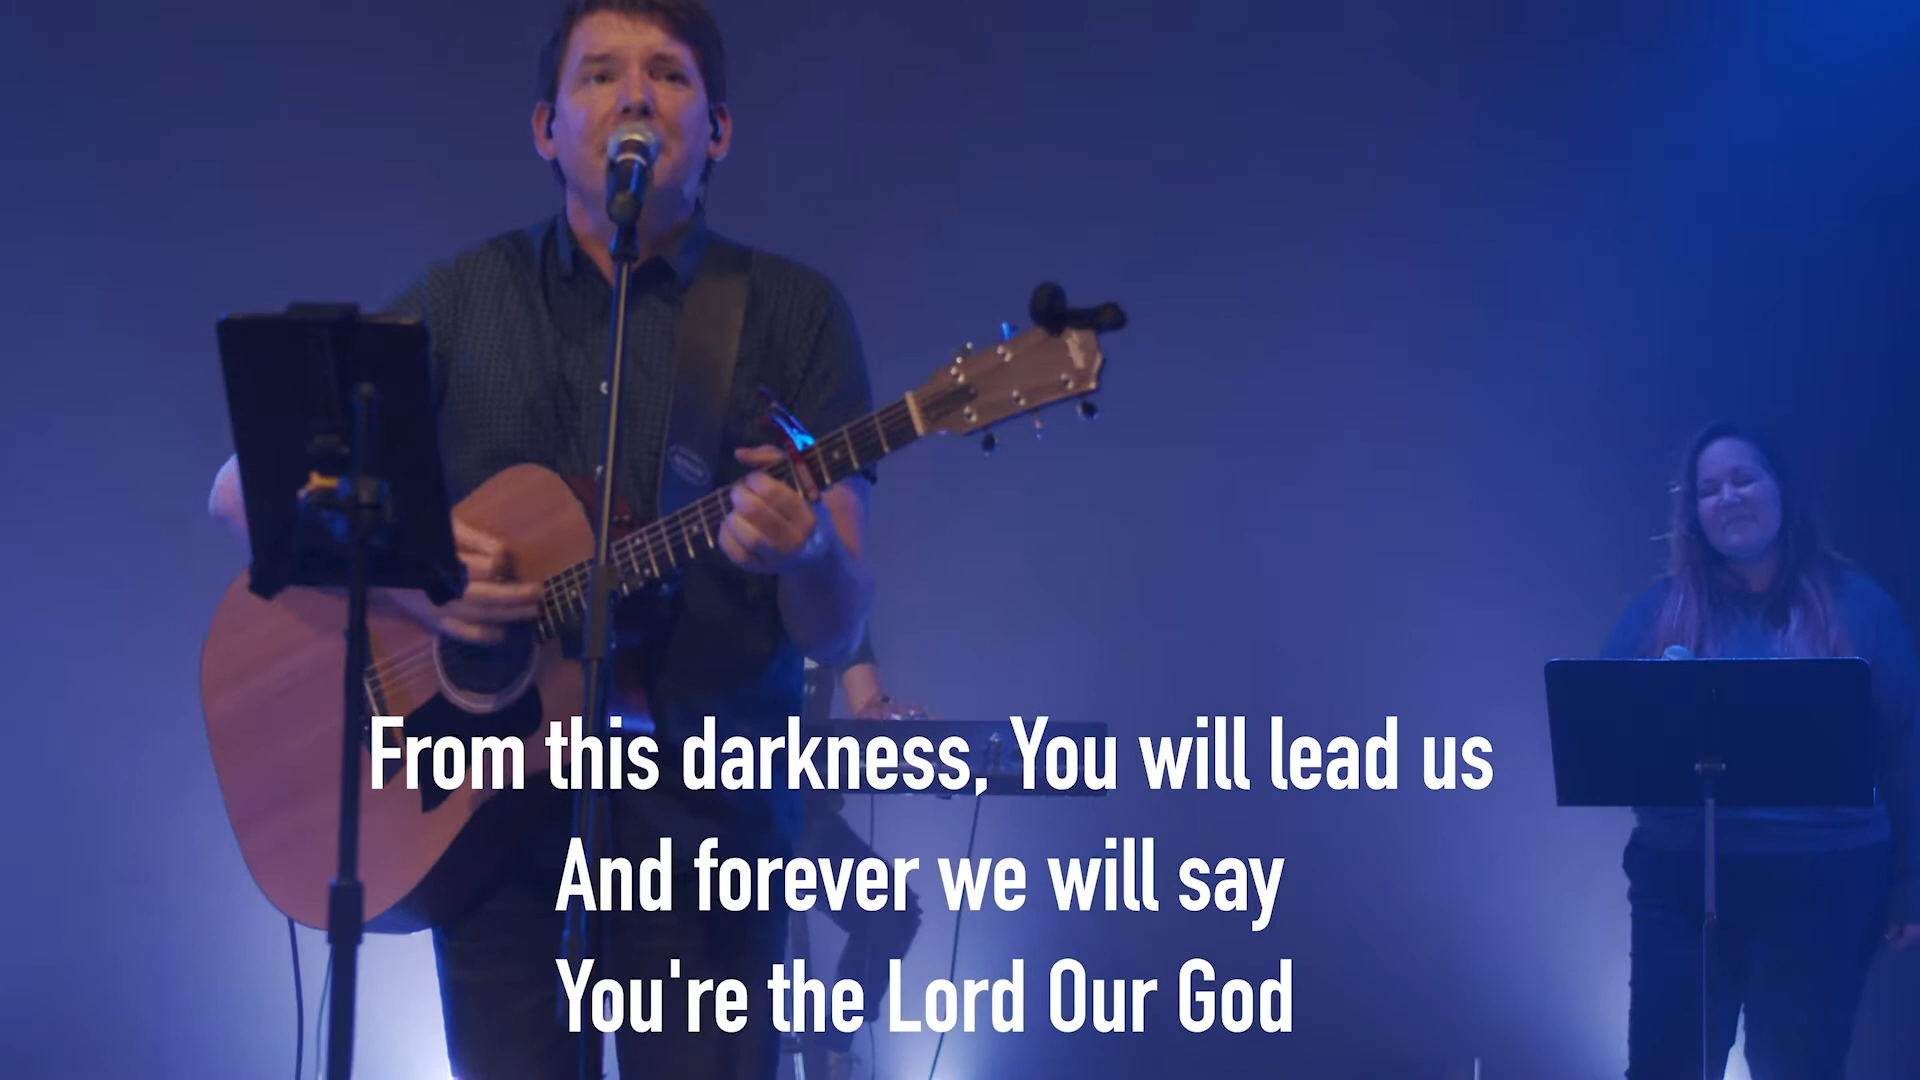 From this darkness, You will lead us
And forever we will say
You're the Lord Our God